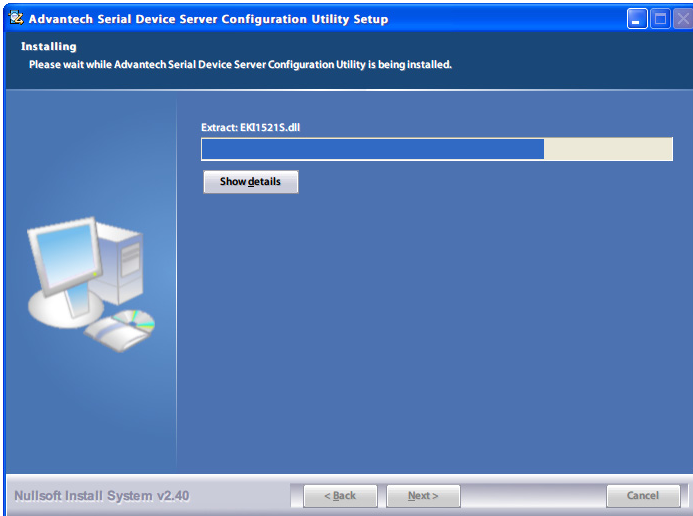 Advantech Serial Device Server Configuration Utility Setup
Installing
Please wait while Advantech Serial Device Server Configuration Utility is being installed.
Extract: EKI1521S.dll
Show details
Nullsoft Install System v2.40
< Back
Next >
Cancel